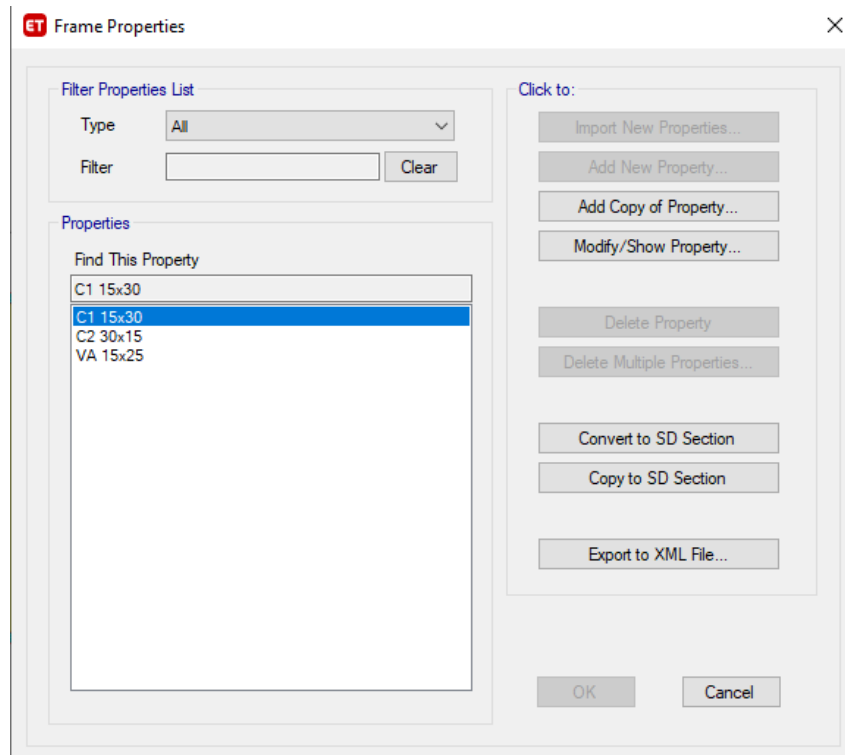 ET Frame Properties
Filter Properties List
Type All
Filter Clear
Properties
Find This Property
C1 15x30
C1 15x30
C2 30x15
VA 15x25
Click to:
Import New Properties...
Add New Property...
Add Copy of Property...
Modify/Show Property...
Delete Property
Delete Multiple Properties...
Convert to SD Section
Copy to SD Section
Export to XML File...
OK Cancel